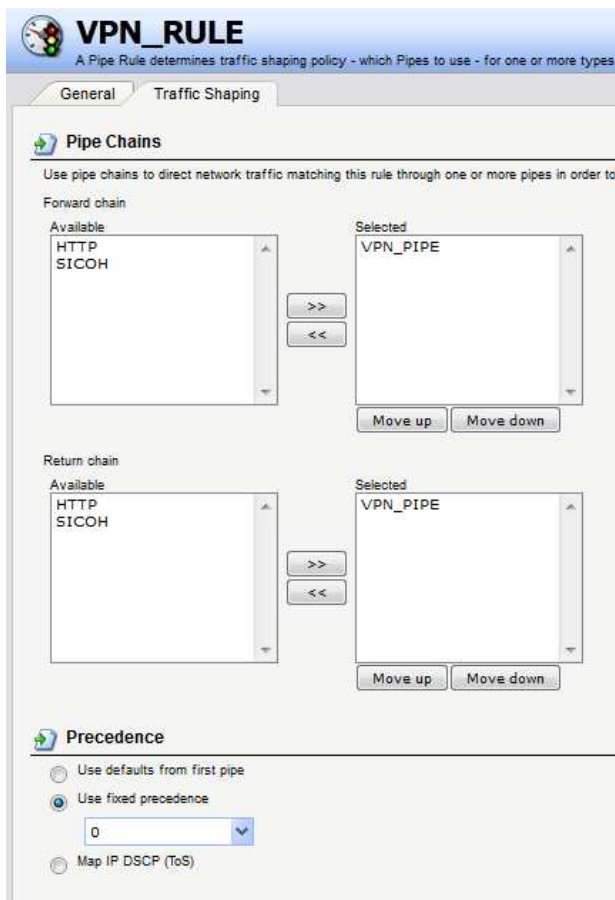 VPN_RULE
A Pipe Rule determines traffic shaping policy - which Pipes to use - for one or more types
General
Traffic Shaping
Pipe Chains
Use pipe chains to direct network traffic matching this rule through one or more pipes in order to
Forward chain
Available
HTTP
SICOH
>>
<<
Selected
VPN_PIPE
Move up
Move down
Return chain
Available
HTTP
SICOH
>>
<<
Selected
VPN_PIPE
Move up
Move down
Precedence
Use defaults from first pipe
Use fixed precedence
0
Map IP DSCP (ToS)